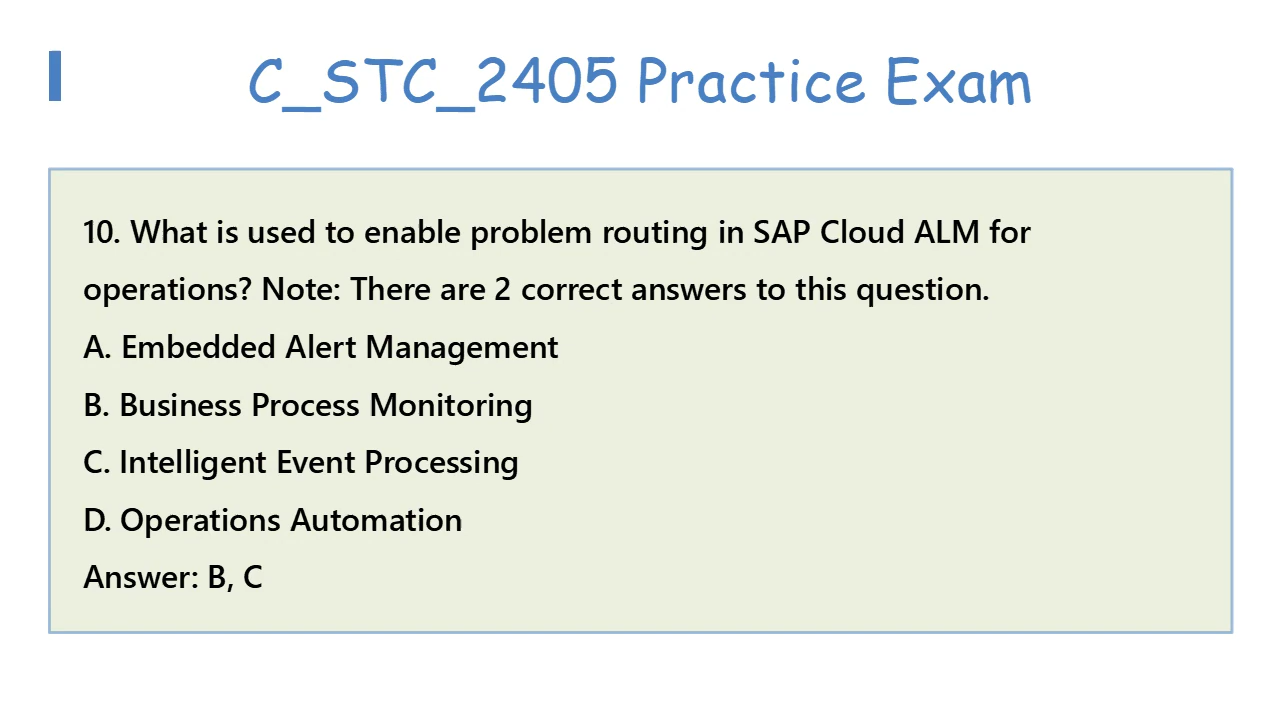 C_STC_2405 Practice Exam
10. What is used to enable problem routing in SAP Cloud ALM for
operations? Note: There are 2 correct answers to this question.
A. Embedded Alert Management
B. Business Process Monitoring
C. Intelligent Event Processing
D. Operations Automation
Answer: B, C